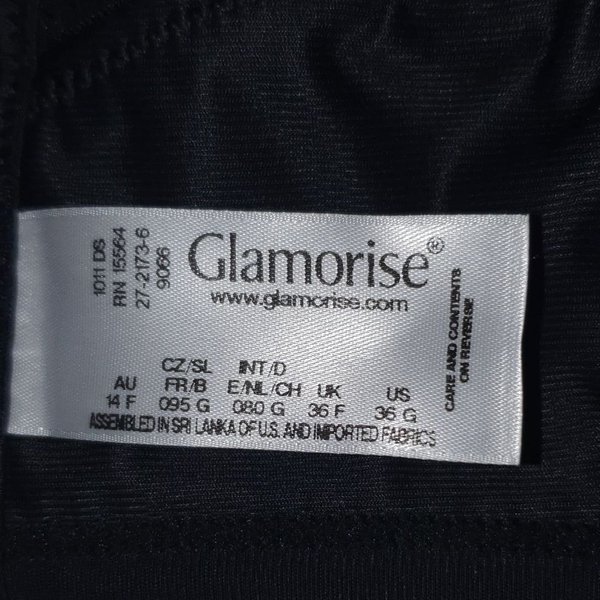 1011 DS
RN 15564
27-2173-6
9066
Glamorise®
www.glamorise.com
CARE AND CONTENTS
ON REVERSE
CZ/SL INT/D
AU FR/B E/NL/CH UK US
14 F 095 G 080 G 36 F 36 G
ASSEMBLED IN SRI LANKA OF U.S. AND IMPORTED FABRICS